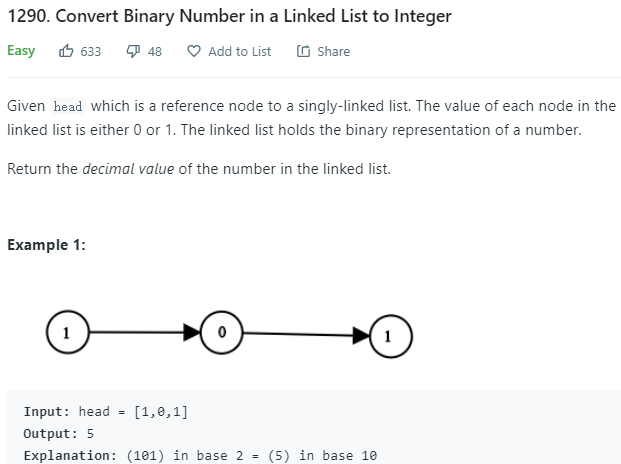 1290. Convert Binary Number in a Linked List to Integer
Easy 633 48 Add to List Share
Given head which is a reference node to a singly-linked list. The value of each node in the
linked list is either 0 or 1. The linked list holds the binary representation of a number.
Return the decimal value of the number in the linked list.
Example 1:
1 0 1
Input: head = [1,0,1]
Output: 5
Explanation: (101) in base 2 = (5) in base 10